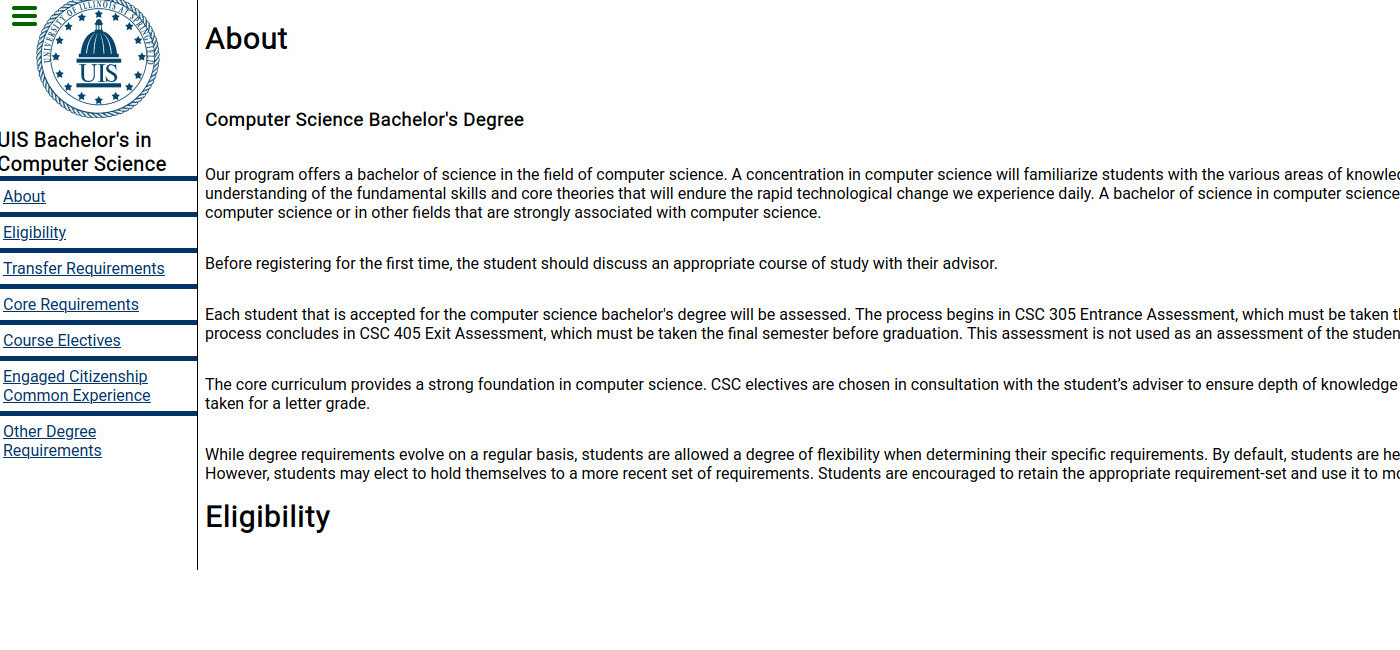 UNIVERSITY OF ILLINOIS AT SPRINGFIELD
UIS
UIS Bachelor's in
Computer Science
About
Eligibility
Transfer Requirements
Core Requirements
Course Electives
Engaged Citizenship
Common Experience
Other Degree
Requirements
About
Computer Science Bachelor's Degree
Our program offers a bachelor of science in the field of computer science. A concentration in computer science will familiarize students with the various areas of
understanding of the fundamental skills and core theories that will endure the rapid technological change we experience daily. A bachelor of science in computer science
computer science or in other fields that are strongly associated with computer science.
Before registering for the first time, the student should discuss an appropriate course of study with their advisor.
Each student that is accepted for the computer science bachelor's degree will be assessed. The process begins in CSC 305 Entrance Assessment, which must be taken
process concludes in CSC 405 Exit Assessment, which must be taken the final semester before graduation. This assessment is not used as an assessment of the
The core curriculum provides a strong foundation in computer science. CSC electives are chosen in consultation with the student’s adviser to ensure depth of knowledge
taken for a letter grade.
While degree requirements evolve on a regular basis, students are allowed a degree of flexibility when determining their specific requirements. By default, students are
However, students may elect to hold themselves to a more recent set of requirements. Students are encouraged to retain the appropriate requirement-set and use it to
Eligibility